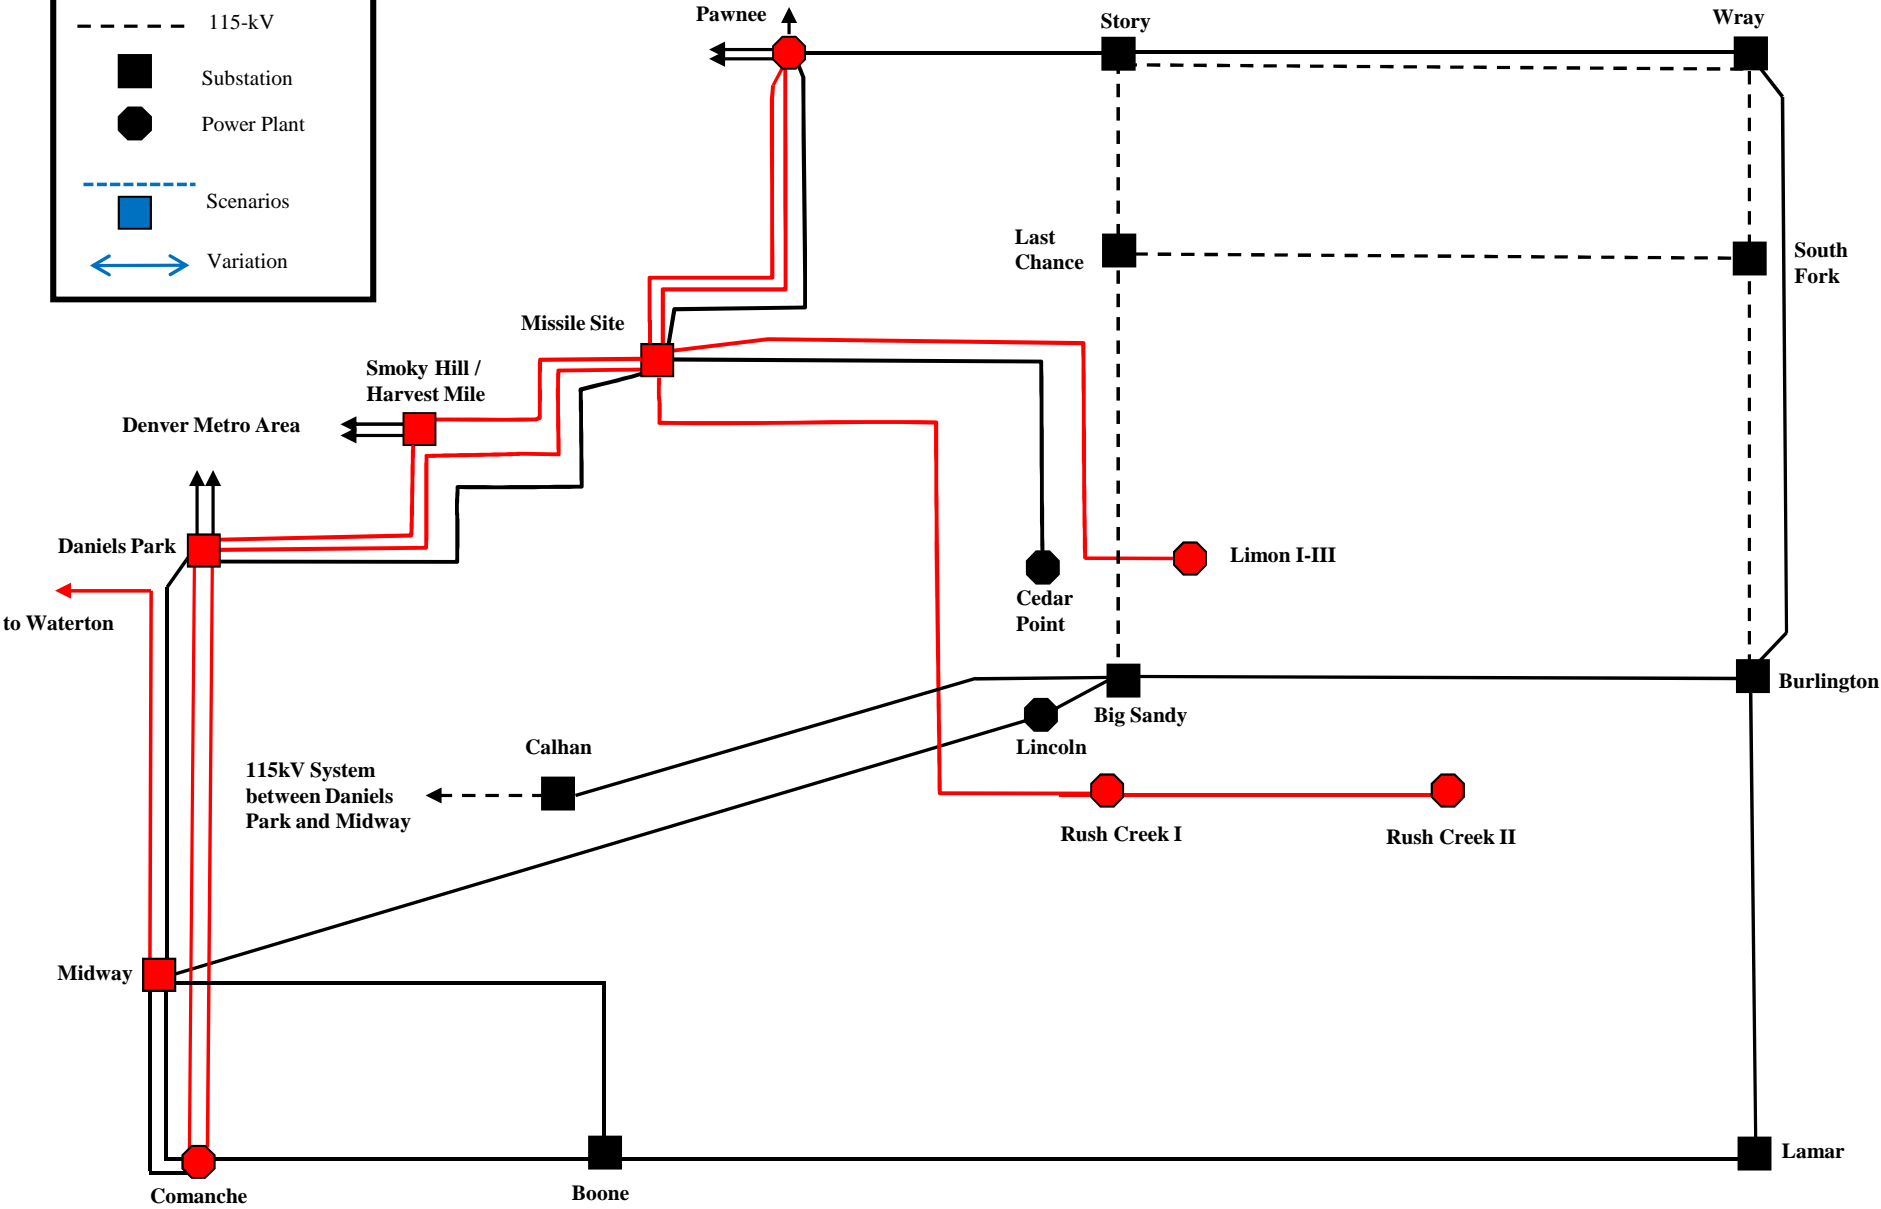 115-kV
Substation
Power Plant
Scenarios
Variation
Pawnee
Story
Wray
Last
Chance
South
Fork
Missile Site
Smoky Hill /
Harvest Mile
Denver Metro Area
Daniels Park
to Waterton
Cedar
Point
Limon I-III
Burlington
Big Sandy
Lincoln
Calhan
115kV System
between Daniels
Park and Midway
Rush Creek I
Rush Creek II
Midway
Lamar
Comanche
Boone